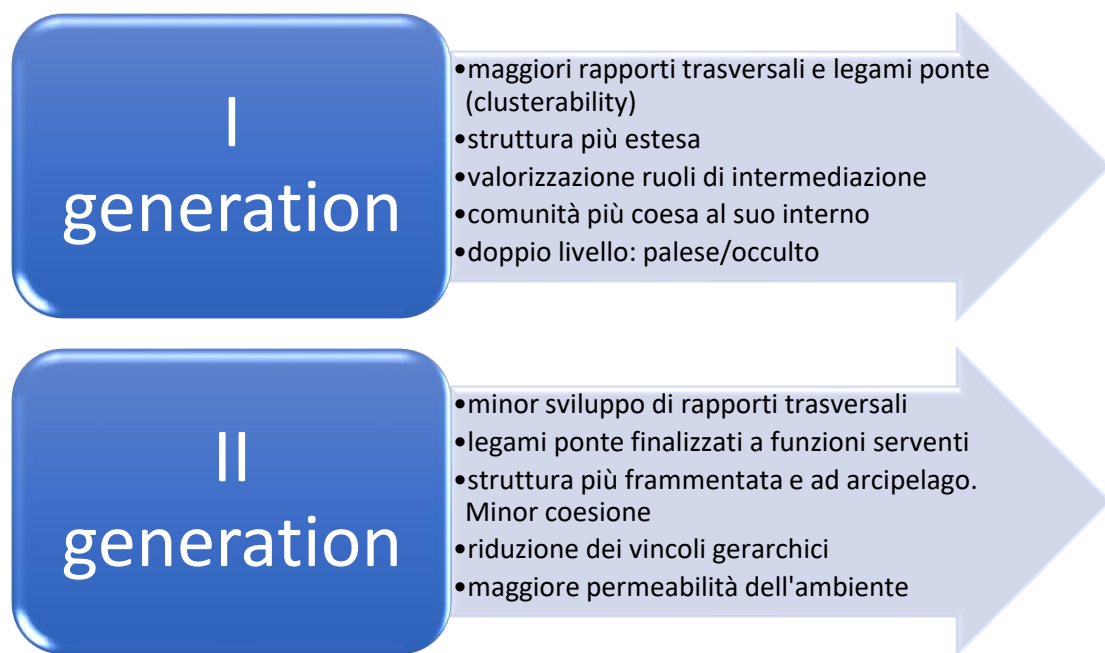 I
generation
•maggiori rapporti trasversali e legami ponte
(clusterability)
•struttura più estesa
•valorizzazione ruoli di intermediazione
•comunità più coesa al suo interno
•doppio livello: palese/occulto
II
generation
•minor sviluppo di rapporti trasversali
•legami ponte finalizzati a funzioni serventi
•struttura più frammentata e ad arcipelago.
Minor coesione
•riduzione dei vincoli gerarchici
•maggiore permeabilità dell'ambiente